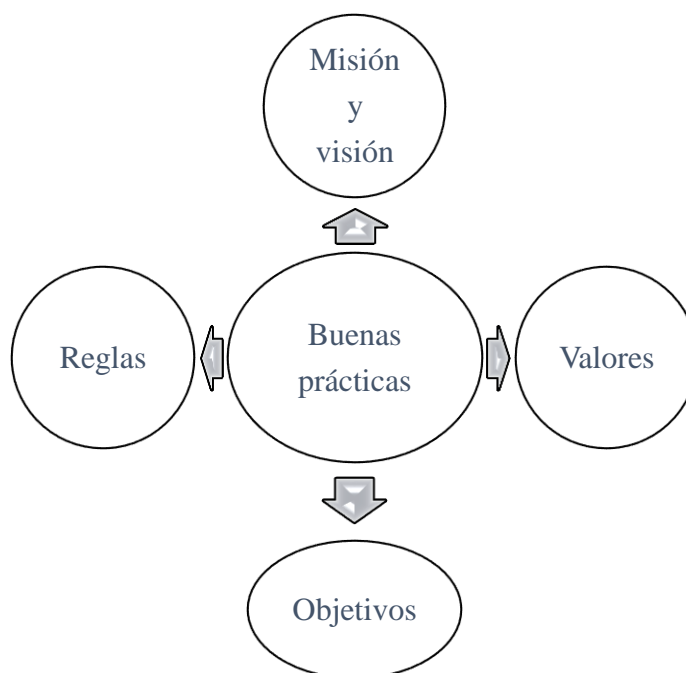 Misión
y
visión
Reglas
Buenas
prácticas
Valores
Objetivos